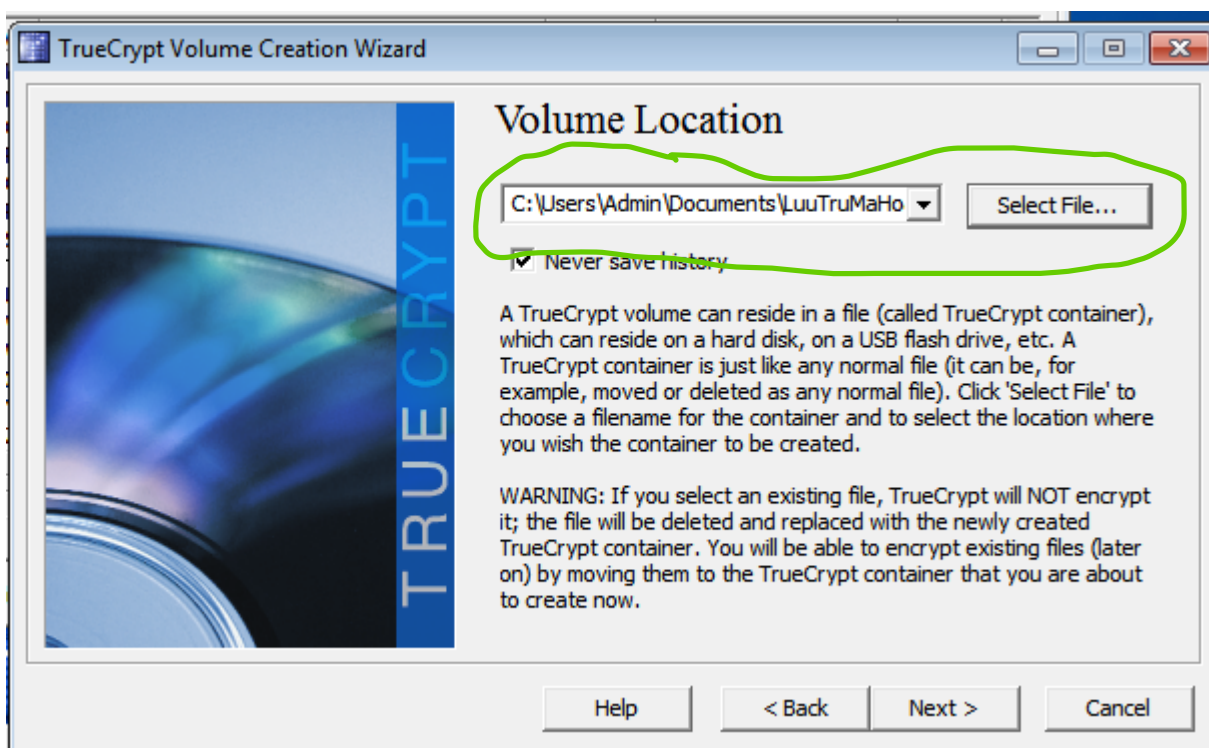 TrueCrypt Volume Creation Wizard
TRUECRYPT
Volume Location
C:\Users\Admin\Documents\LuuTruMaHo
Select File...
Never save history
A TrueCrypt volume can reside in a file (called TrueCrypt container),
which can reside on a hard disk, on a USB flash drive, etc. A
TrueCrypt container is just like any normal file (it can be, for
example, moved or deleted as any normal file). Click 'Select File' to
choose a filename for the container and to select the location where
you wish the container to be created.
WARNING: If you select an existing file, TrueCrypt will NOT encrypt
it; the file will be deleted and replaced with the newly created
TrueCrypt container. You will be able to encrypt existing files (later
on) by moving them to the TrueCrypt container that you are about
to create now.
Help
< Back
Next >
Cancel